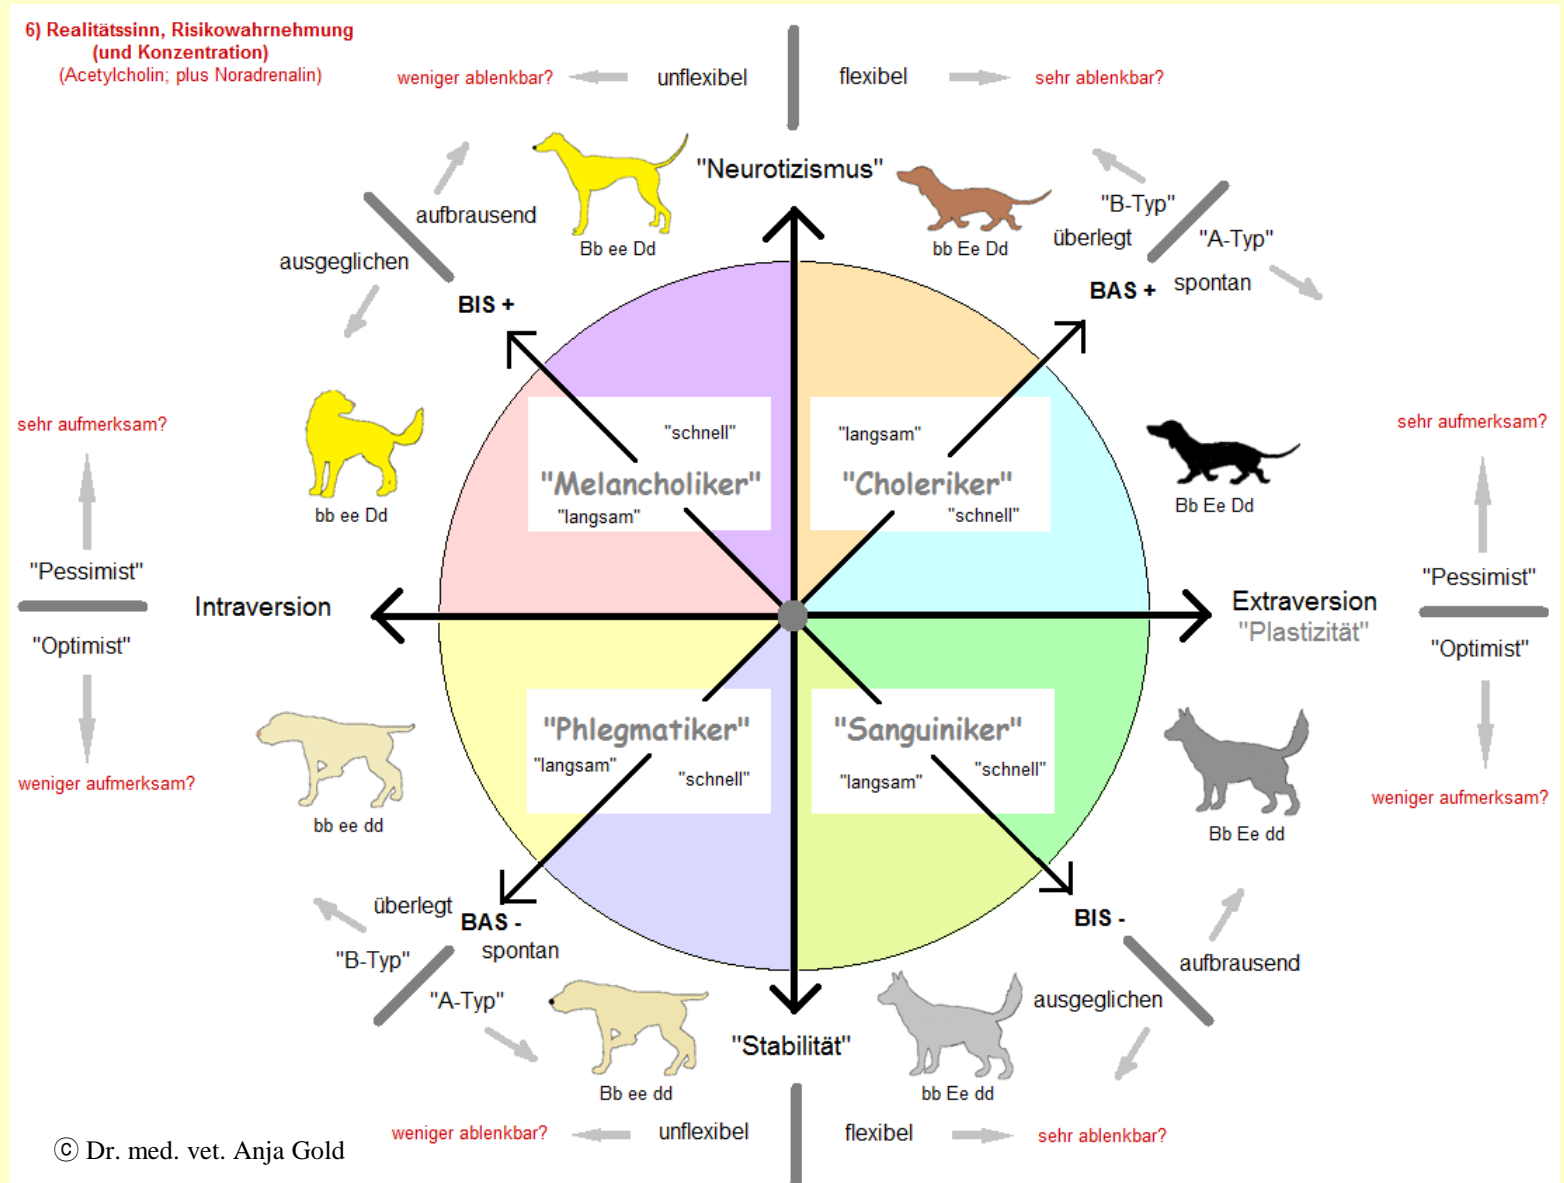 6) Realitätssinn, Risikowahrnehmung
(und Konzentration)
(Acetylcholin; plus Noradrenalin)
weniger ablenkbar?
unflexibel
flexibel
sehr ablenkbar?
"Neurotizismus"
aufbrausend
ausgeglichen
BIS +
Bb ee Dd
bb Ee Dd
"B-Typ"
überlegt
"A-Typ"
spontan
BAS +
sehr aufmerksam?
"Pessimist"
"Optimist"
weniger aufmerksam?
bb ee Dd
"schnell"
"Melancholiker"
"langsam"
"langsam"
"Choleriker"
"schnell"
Bb Ee Dd
sehr aufmerksam?
"Pessimist"
"Optimist"
weniger aufmerksam?
Intraversion
Extraversion
"Plastizität"
"Phlegmatiker"
"langsam"
"schnell"
"Sanguiniker"
"schnell"
"langsam"
bb ee dd
Bb Ee dd
überlegt
BAS -
spontan
"B-Typ"
"A-Typ"
BIS -
aufbrausend
ausgeglichen
"Stabilität"
Bb ee dd
bb Ee dd
weniger ablenkbar?
unflexibel
flexibel
sehr ablenkbar?
© Dr. med. vet. Anja Gold